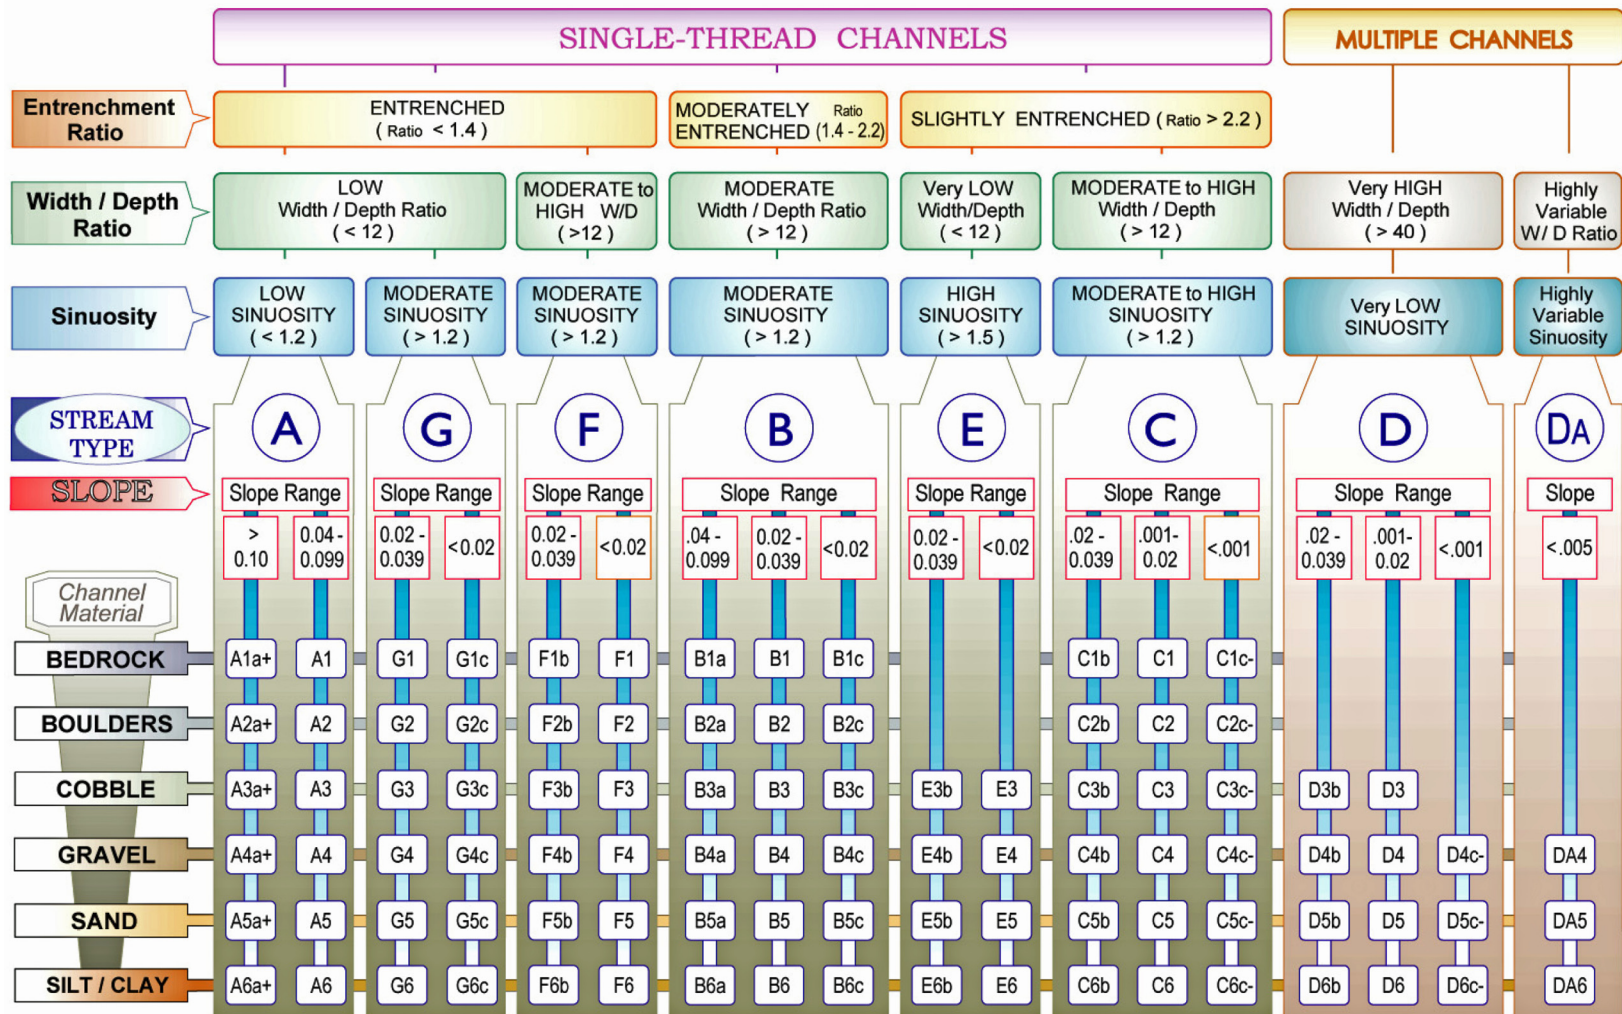 SINGLE-THREAD CHANNELS
MULTIPLE CHANNELS
Entrenchment
Ratio
ENTRENCHED
( Ratio < 1.4 )
MODERATELY Ratio
ENTRENCHED (1.4 - 2.2)
SLIGHTLY ENTRENCHED ( Ratio > 2.2 )
Width / Depth
Ratio
LOW
Width / Depth Ratio
( < 12 )
MODERATE to
HIGH W/D
( >12 )
MODERATE
Width / Depth Ratio
( > 12 )
Very LOW
Width/Depth
( < 12 )
MODERATE to HIGH
Width / Depth
( > 12 )
Very HIGH
Width / Depth
( > 40 )
Highly
Variable
W/ D Ratio
Sinuosity
LOW
SINUOSITY
( < 1.2 )
MODERATE
SINUOSITY
( > 1.2 )
MODERATE
SINUOSITY
( > 1.2 )
MODERATE
SINUOSITY
( > 1.2 )
HIGH
SINUOSITY
( > 1.5 )
MODERATE to HIGH
SINUOSITY
( > 1.2 )
Very LOW
SINUOSITY
Highly
Variable
Sinuosity
STREAM
TYPE
A G F B E C D DA
SLOPE
Slope Range Slope Range Slope Range Slope Range Slope Range Slope Range Slope Range Slope
>
0.10
0.04 -
0.099
0.02 -
0.039
<0.02
0.02 -
0.039
<0.02
.04 -
0.099
0.02 -
0.039
<0.02
0.02 -
0.039
<0.02
.02 -
0.039
.001-
0.02
<.001
.02 -
0.039
.001-
0.02
<.001
<.005
Channel
Material
BEDROCK A1a+ A1 G1 G1c F1b F1 B1a B1 B1c C1b C1 C1c-
BOULDERS A2a+ A2 G2 G2c F2b F2 B2a B2 B2c C2b C2 C2c-
COBBLE A3a+ A3 G3 G3c F3b F3 B3a B3 B3c E3b E3 C3b C3 C3c- D3b D3
GRAVEL A4a+ A4 G4 G4c F4b F4 B4a B4 B4c E4b E4 C4b C4 C4c- D4b D4 D4c- DA4
SAND A5a+ A5 G5 G5c F5b F5 B5a B5 B5c E5b E5 C5b C5 C5c- D5b D5 D5c- DA5
SILT / CLAY A6a+ A6 G6 G6c F6b F6 B6a B6 B6c E6b E6 C6b C6 C6c- D6b D6 D6c- DA6